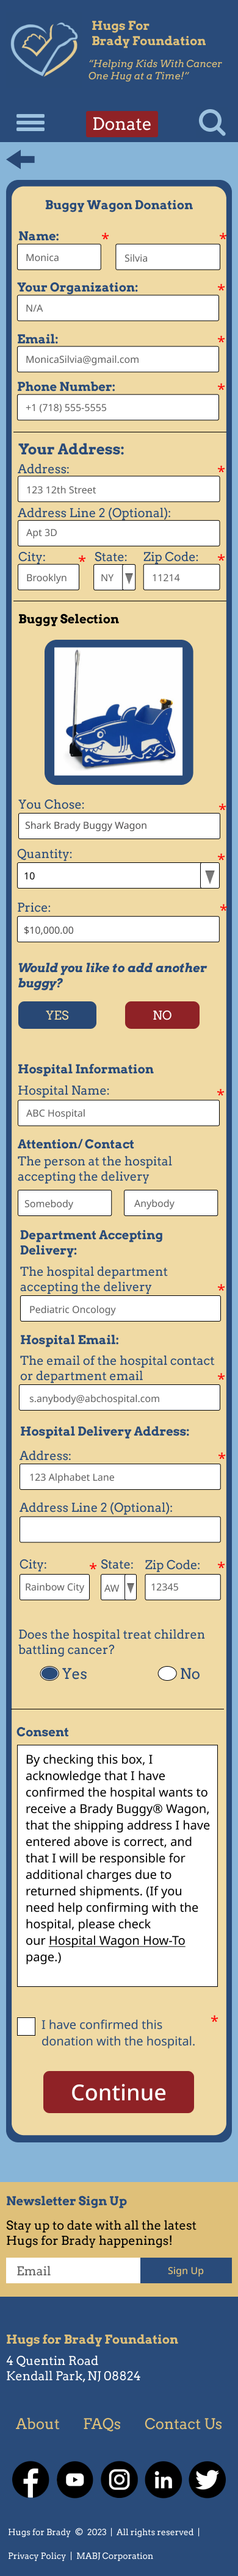 Hugs For
Brady Foundation
“Helping Kids With Cancer
One Hug at a Time!”
Donate
Buggy Wagon Donation
Name: * *
Monica Silvia
Your Organization: *
N/A
Email: *
MonicaSilvia@gmail.com
Phone Number: *
+1 (718) 555-5555
Your Address:
Address: *
123 12th Street
Address Line 2 (Optional):
Apt 3D
City: * State: Zip Code: *
Brooklyn NY 11214
Buggy Selection
You Chose: *
Shark Brady Buggy Wagon
Quantity: *
10
Price: *
$10,000.00
Would you like to add another
buggy?
YES NO
Hospital Information
Hospital Name: *
ABC Hospital
Attention/ Contact
The person at the hospital
accepting the delivery
Somebody Anybody
Department Accepting
Delivery:
The hospital department
accepting the delivery *
Pediatric Oncology
Hospital Email:
The email of the hospital contact
or department email *
s.anybody@abchospital.com
Hospital Delivery Address:
Address: *
123 Alphabet Lane
Address Line 2 (Optional):
City: * State: Zip Code: *
Rainbow City AW 12345
Does the hospital treat children
battling cancer?
Yes No
Consent
By checking this box, I
acknowledge that I have
confirmed the hospital wants to
receive a Brady Buggy® Wagon,
that the shipping address I have
entered above is correct, and
that I will be responsible for
additional charges due to
returned shipments. (If you
need help confirming with the
hospital, please check
our Hospital Wagon How-To
page.)
I have confirmed this *
donation with the hospital.
Continue
Newsletter Sign Up
Stay up to date with all the latest
Hugs for Brady happenings!
Email Sign Up
Hugs for Brady Foundation
4 Quentin Road
Kendall Park, NJ 08824
About FAQs Contact Us
Hugs for Brady © 2023 | All rights reserved |
Privacy Policy | MABJ Corporation